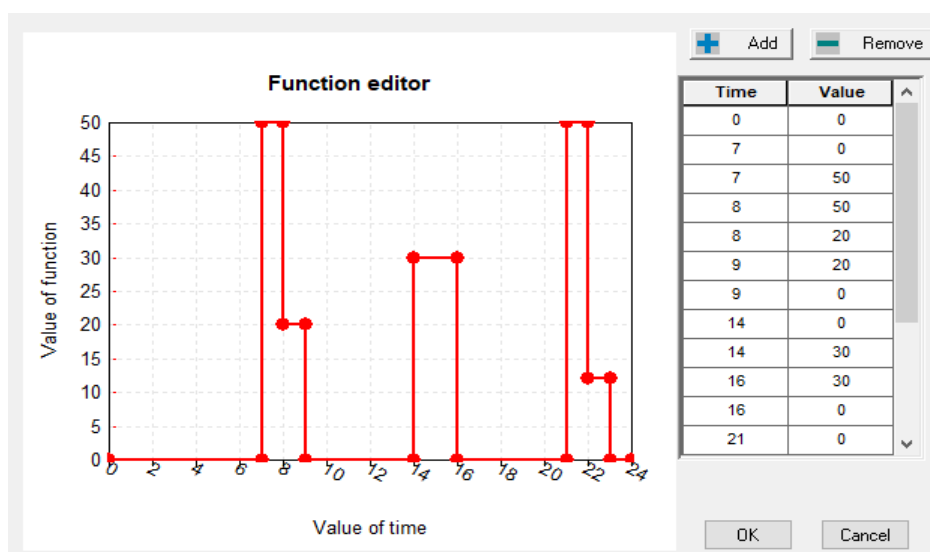 Add
Remove
Function editor
Time Value
0 0
7 0
7 50
8 50
8 20
9 20
9 0
14 0
14 30
16 30
16 0
21 0
50
45
40
35
30
25
20
15
10
5
0
Value of function
0 2 4 6 8 10 12 14 16 18 20 22 24
Value of time
OK
Cancel